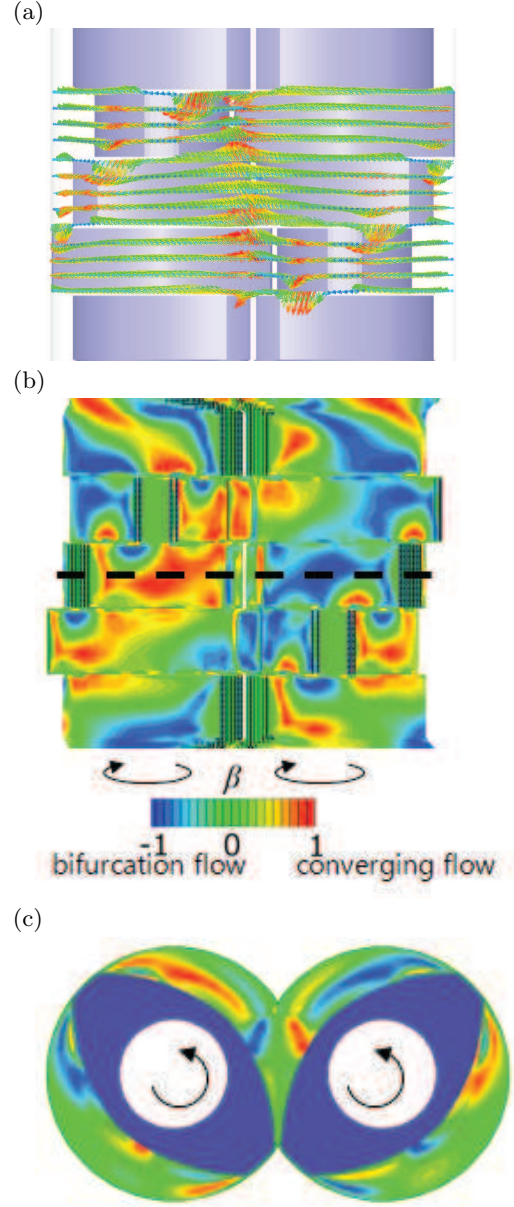 (a)
(b)
β
-1 0 1
bifurcation flow converging flow
(c)